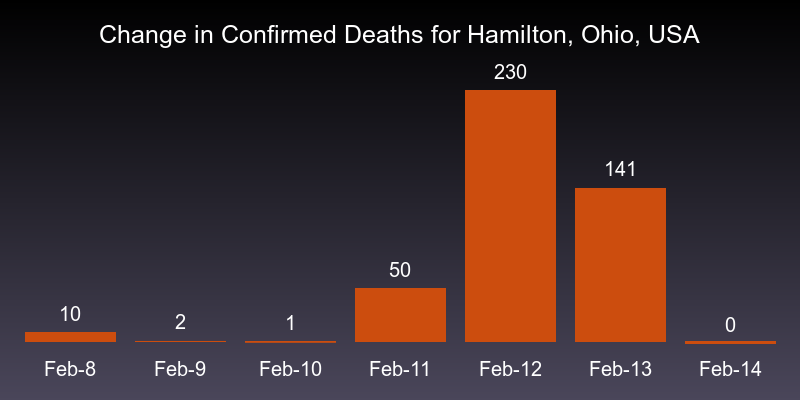 Change in Confirmed Deaths for Hamilton, Ohio, USA
10 2 1 50 230 141 0
Feb-8 Feb-9 Feb-10 Feb-11 Feb-12 Feb-13 Feb-14